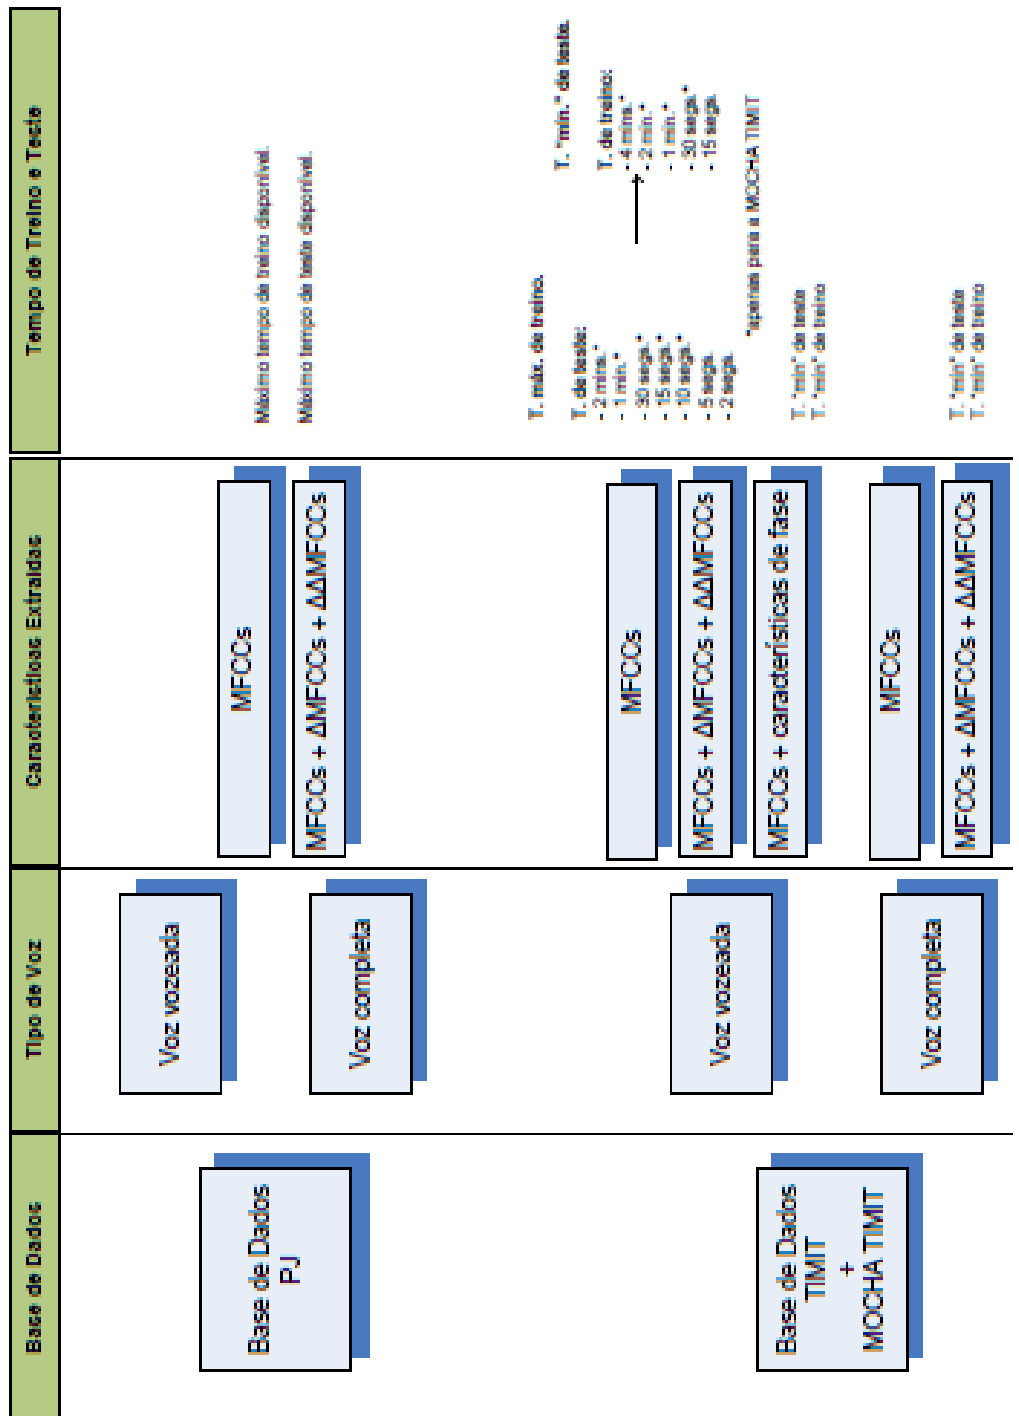 Base de Dados
Tipo de Voz
Características Extraídas
Tempo de Treino e Teste
Base de Dados
PJ
Voz vozeada
Voz completa
MFCCs
MFCCs + ΔMFCCs + ΔΔMFCCs
Máximo tempo de treino disponível.
Máximo tempo de teste disponível.
Base de Dados
TIMIT
+
MOCHA TIMIT
Voz vozeada
MFCCs
MFCCs + ΔMFCCs + ΔΔMFCCs
MFCCs + características de fase
T. máx. de treino.
T. de teste:
- 2 mins.*
- 1 min.*
- 30 segs.*
- 15 segs.*
- 10 segs.*
- 5 segs.
- 2 segs.
T. "min." de teste.
T. de treino:
- 4 mins.*
- 2 min.*
- 1 min.*
- 30 segs.*
- 15 segs.
*apenas para a MOCHA TIMIT
T. "min" de teste
T. "min" de treino
Voz completa
MFCCs
MFCCs + ΔMFCCs + ΔΔMFCCs
T. "min" de teste
T. "min" de treino